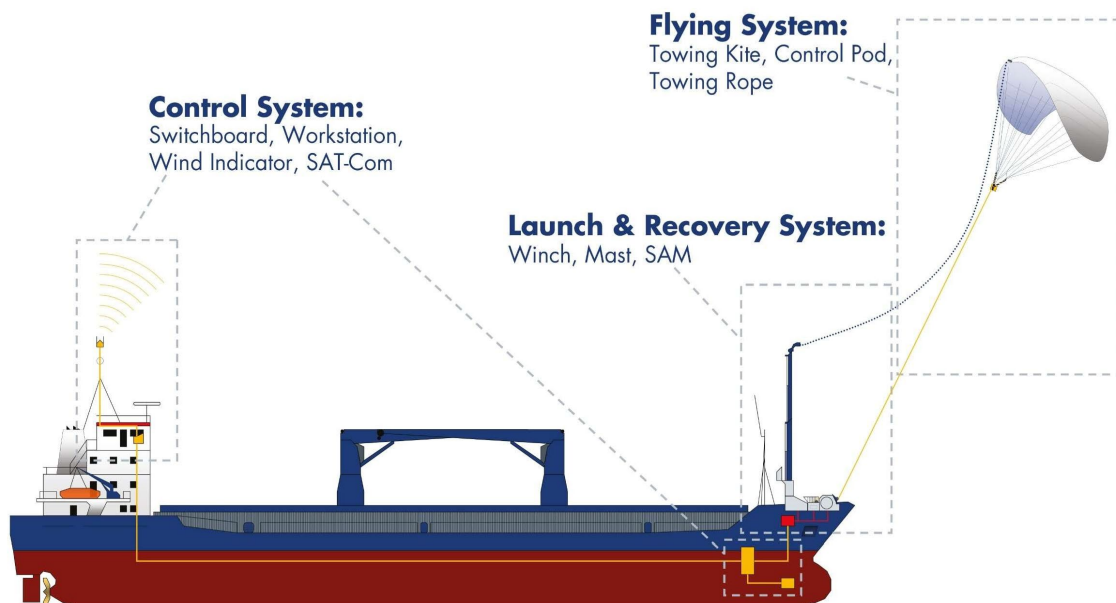 Flying System:
Towing Kite, Control Pod,
Towing Rope
Control System:
Switchboard, Workstation,
Wind Indicator, SAT-Com
Launch & Recovery System:
Winch, Mast, SAM